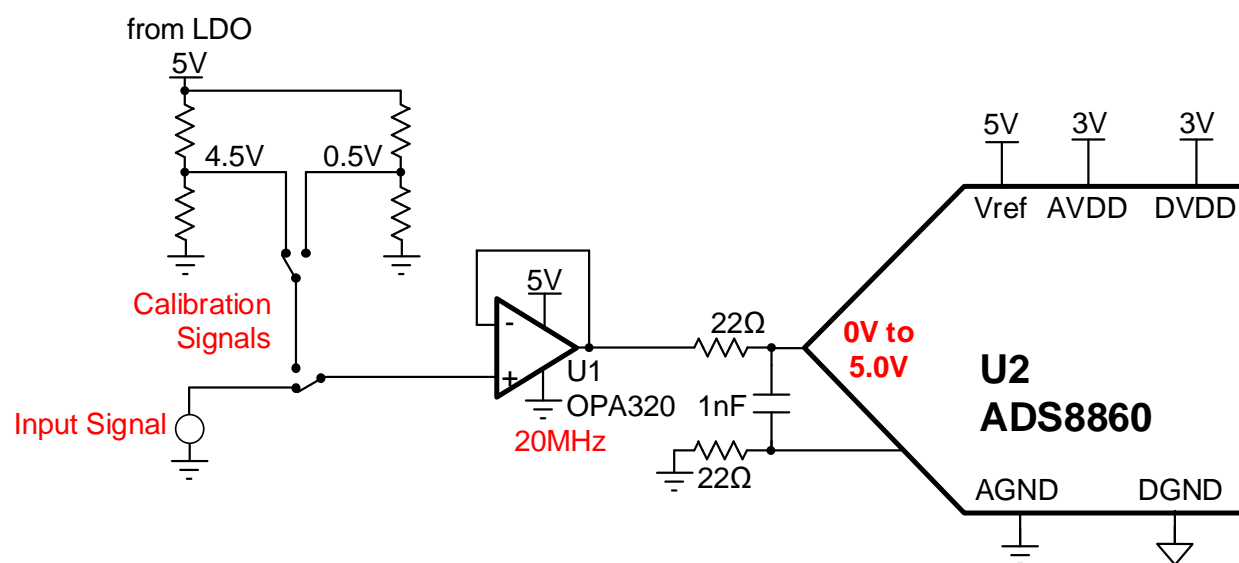 from LDO
5V
4.5V
0.5V
Calibration
Signals
Input Signal
5V
-
+
U1
OPA320
20MHz
22Ω
1nF
22Ω
0V to
5.0V
5V
3V
3V
Vref
AVDD
DVDD
U2
ADS8860
AGND
DGND